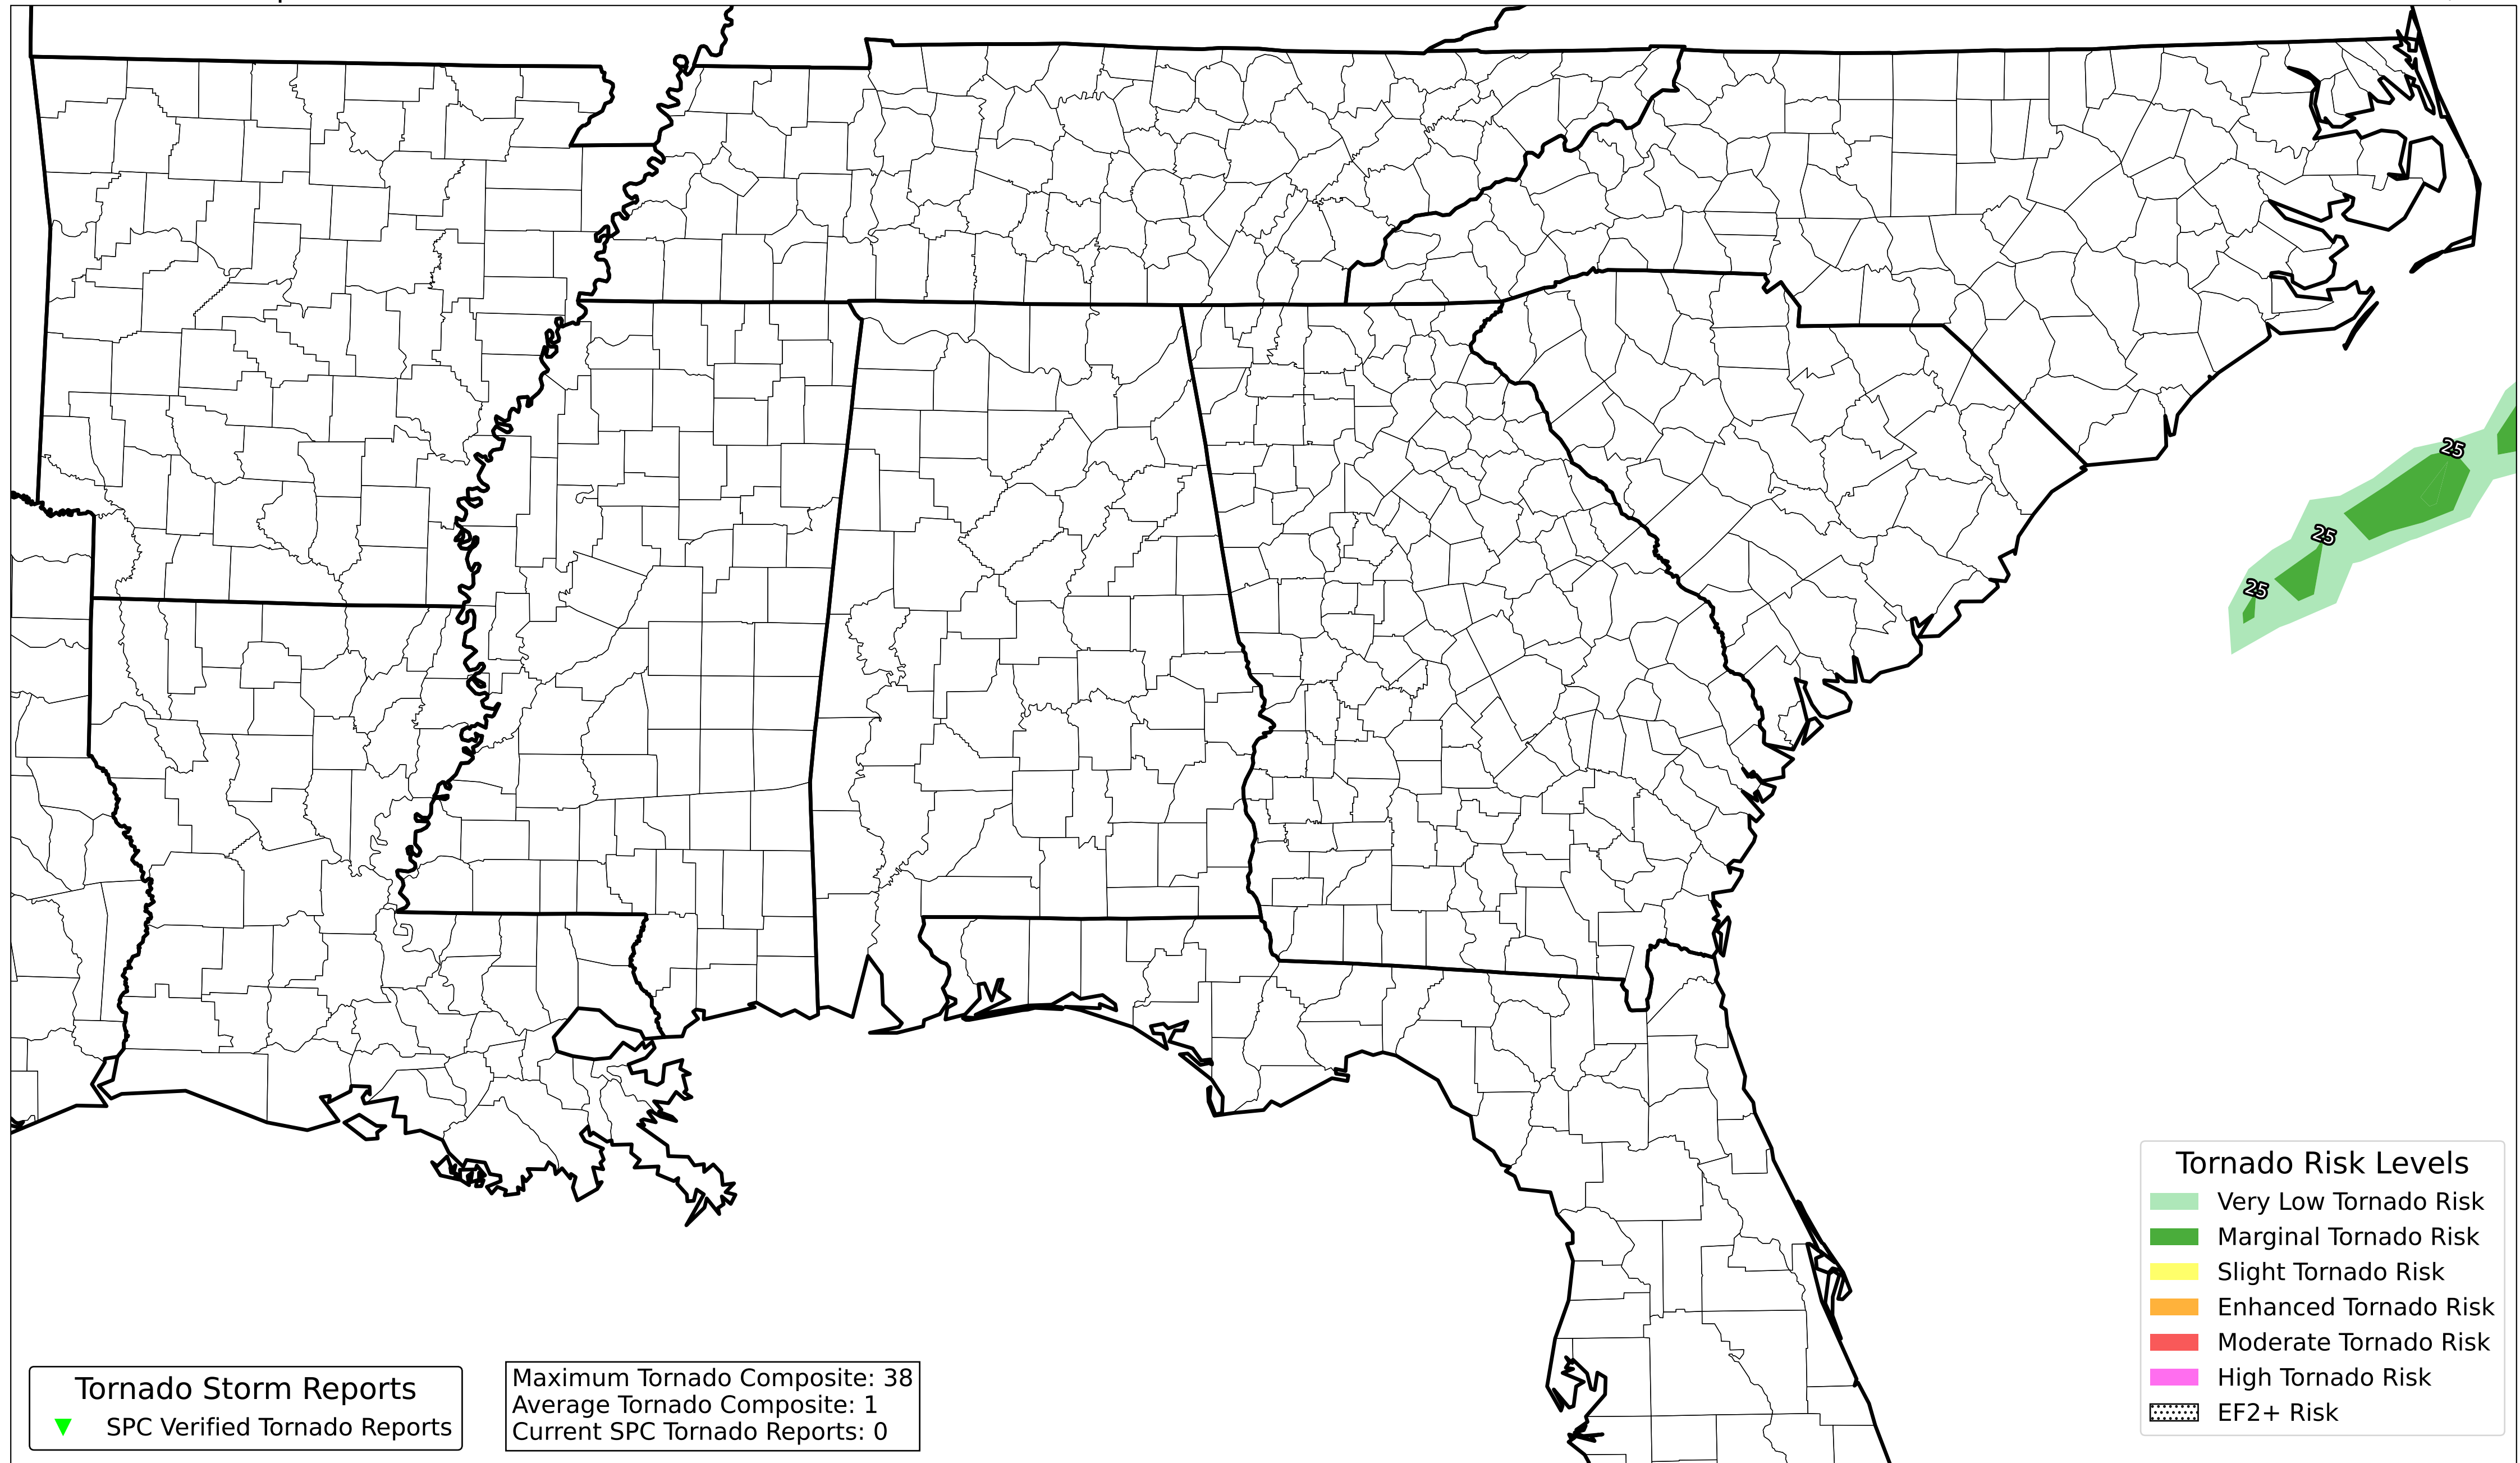 25
25
25
Tornado Risk Levels
Very Low Tornado Risk
Marginal Tornado Risk
Slight Tornado Risk
Enhanced Tornado Risk
Moderate Tornado Risk
High Tornado Risk
EF2+ Risk
Tornado Storm Reports
SPC Verified Tornado Reports
Maximum Tornado Composite: 38
Average Tornado Composite: 1
Current SPC Tornado Reports: 0